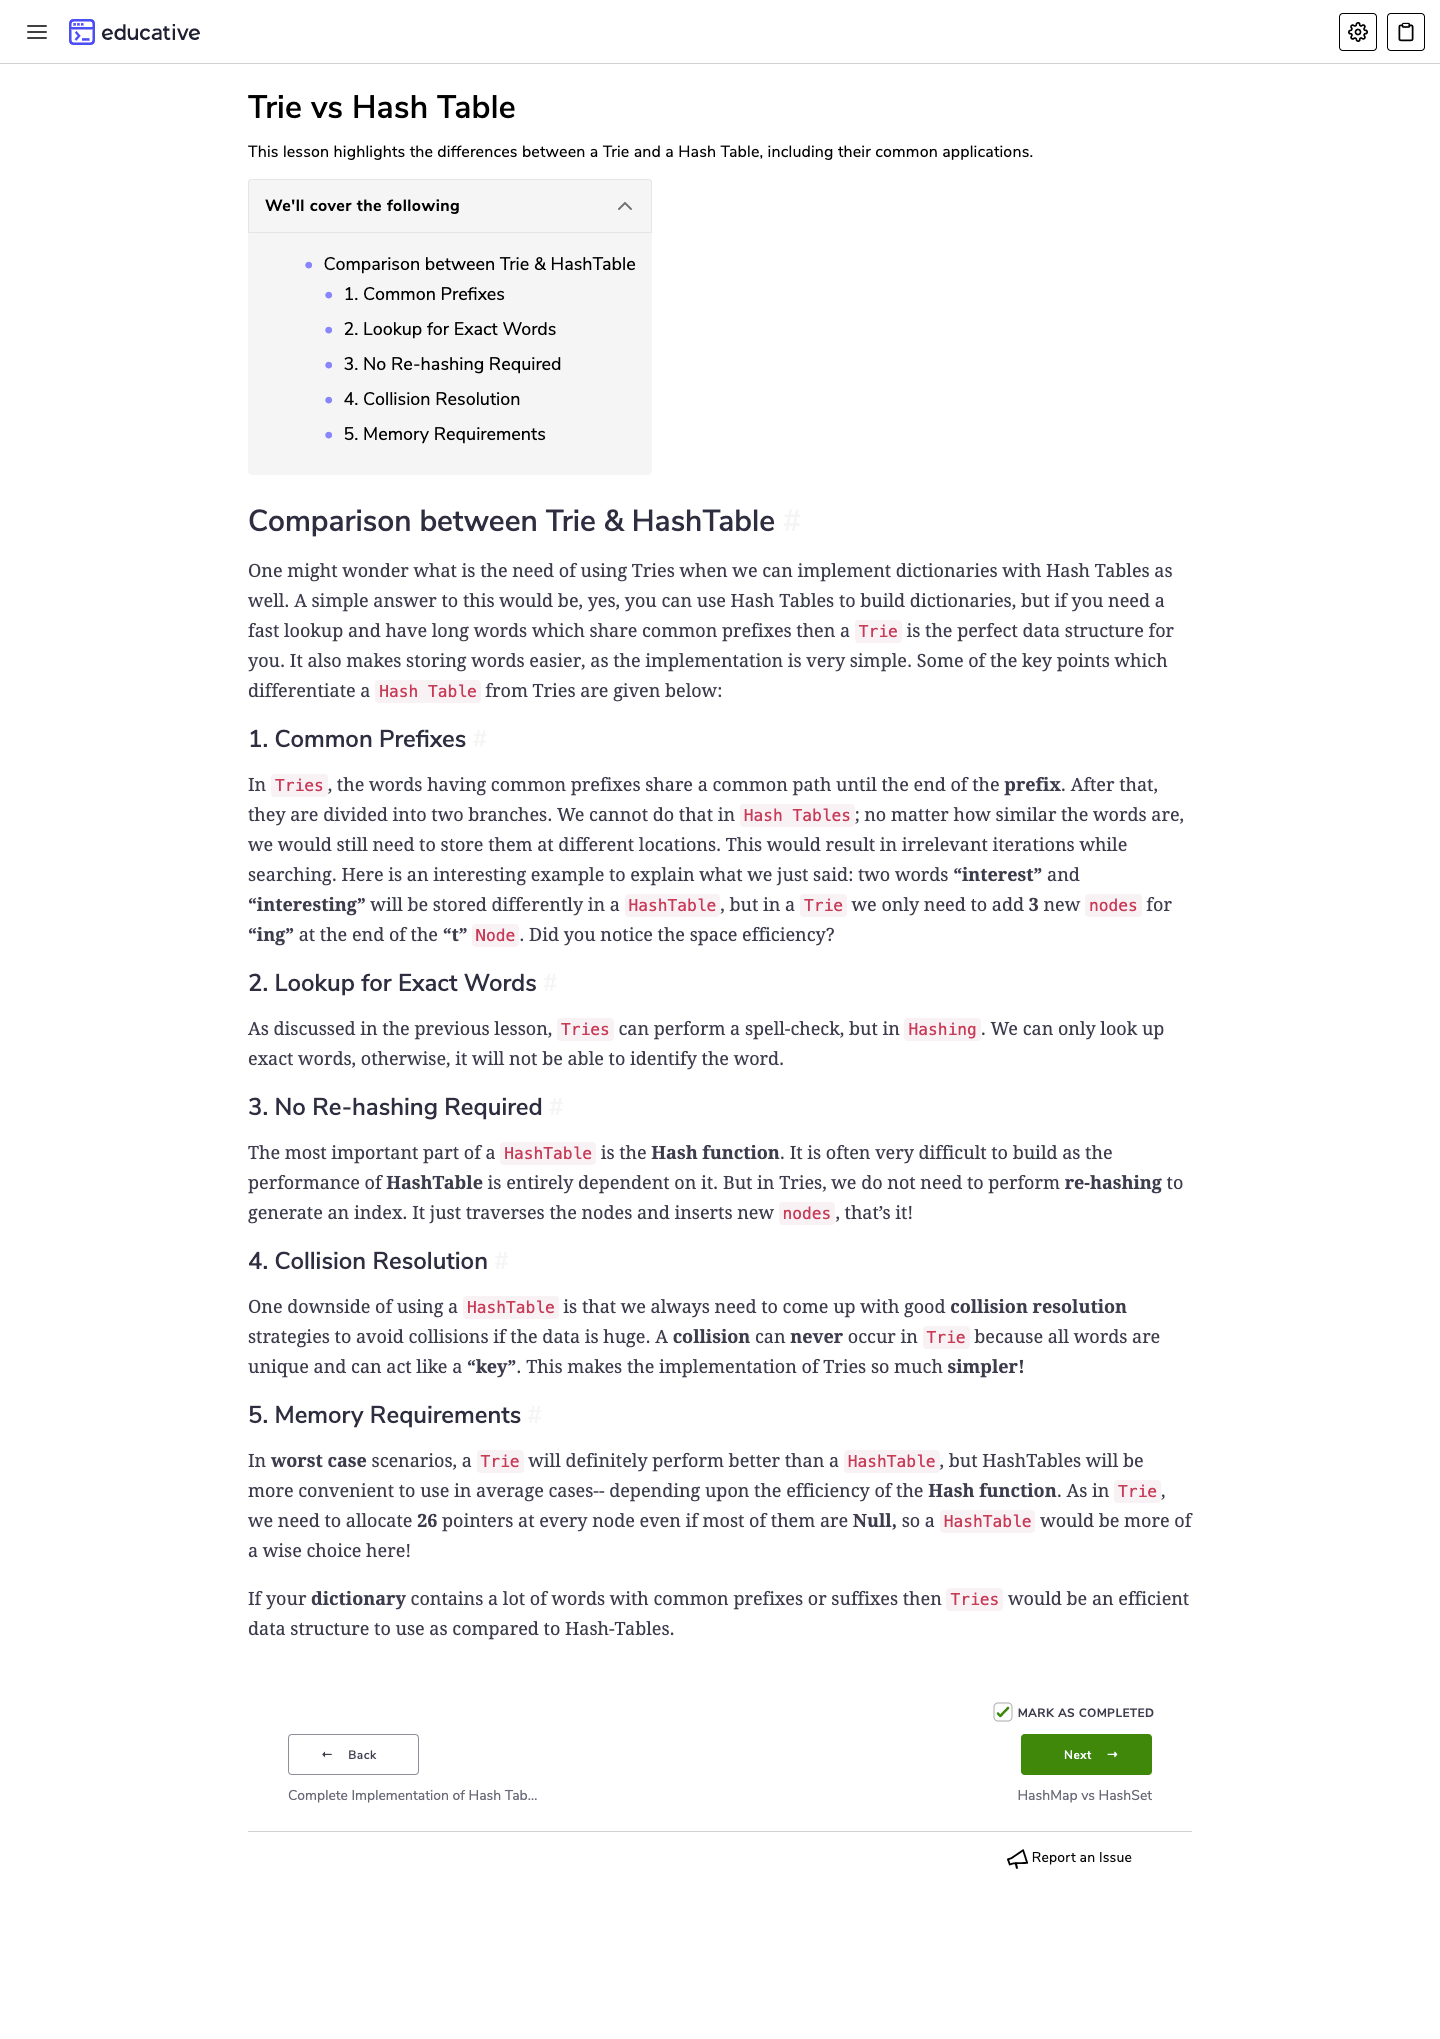 educative
Trie vs Hash Table
This lesson highlights the differences between a Trie and a Hash Table, including their common applications.
We'll cover the following
Comparison between Trie & HashTable
1. Common Prefixes
2. Lookup for Exact Words
3. No Re-hashing Required
4. Collision Resolution
5. Memory Requirements
Comparison between Trie & HashTable #
One might wonder what is the need of using Tries when we can implement dictionaries with Hash Tables as
well. A simple answer to this would be, yes, you can use Hash Tables to build dictionaries, but if you need a
fast lookup and have long words which share common prefixes then a Trie is the perfect data structure for
you. It also makes storing words easier, as the implementation is very simple. Some of the key points which
differentiate a Hash Table from Tries are given below:
1. Common Prefixes #
In Tries, the words having common prefixes share a common path until the end of the prefix. After that,
they are divided into two branches. We cannot do that in Hash Tables; no matter how similar the words are,
we would still need to store them at different locations. This would result in irrelevant iterations while
searching. Here is an interesting example to explain what we just said: two words “interest” and
“interesting” will be stored differently in a HashTable, but in a Trie we only need to add 3 new nodes for
“ing” at the end of the “t” Node. Did you notice the space efficiency?
2. Lookup for Exact Words #
As discussed in the previous lesson, Tries can perform a spell-check, but in Hashing. We can only look up
exact words, otherwise, it will not be able to identify the word.
3. No Re-hashing Required #
The most important part of a HashTable is the Hash function. It is often very difficult to build as the
performance of HashTable is entirely dependent on it. But in Tries, we do not need to perform re-hashing to
generate an index. It just traverses the nodes and inserts new nodes, that’s it!
4. Collision Resolution #
One downside of using a HashTable is that we always need to come up with good collision resolution
strategies to avoid collisions if the data is huge. A collision can never occur in Trie because all words are
unique and can act like a “key”. This makes the implementation of Tries so much simpler!
5. Memory Requirements #
In worst case scenarios, a Trie will definitely perform better than a HashTable, but HashTables will be
more convenient to use in average cases-- depending upon the efficiency of the Hash function. As in Trie,
we need to allocate 26 pointers at every node even if most of them are Null, so a HashTable would be more of
a wise choice here!
If your dictionary contains a lot of words with common prefixes or suffixes then Tries would be an efficient
data structure to use as compared to Hash-Tables.
MARK AS COMPLETED
← Back
Next →
Complete Implementation of Hash Tab...
HashMap vs HashSet
Report an Issue